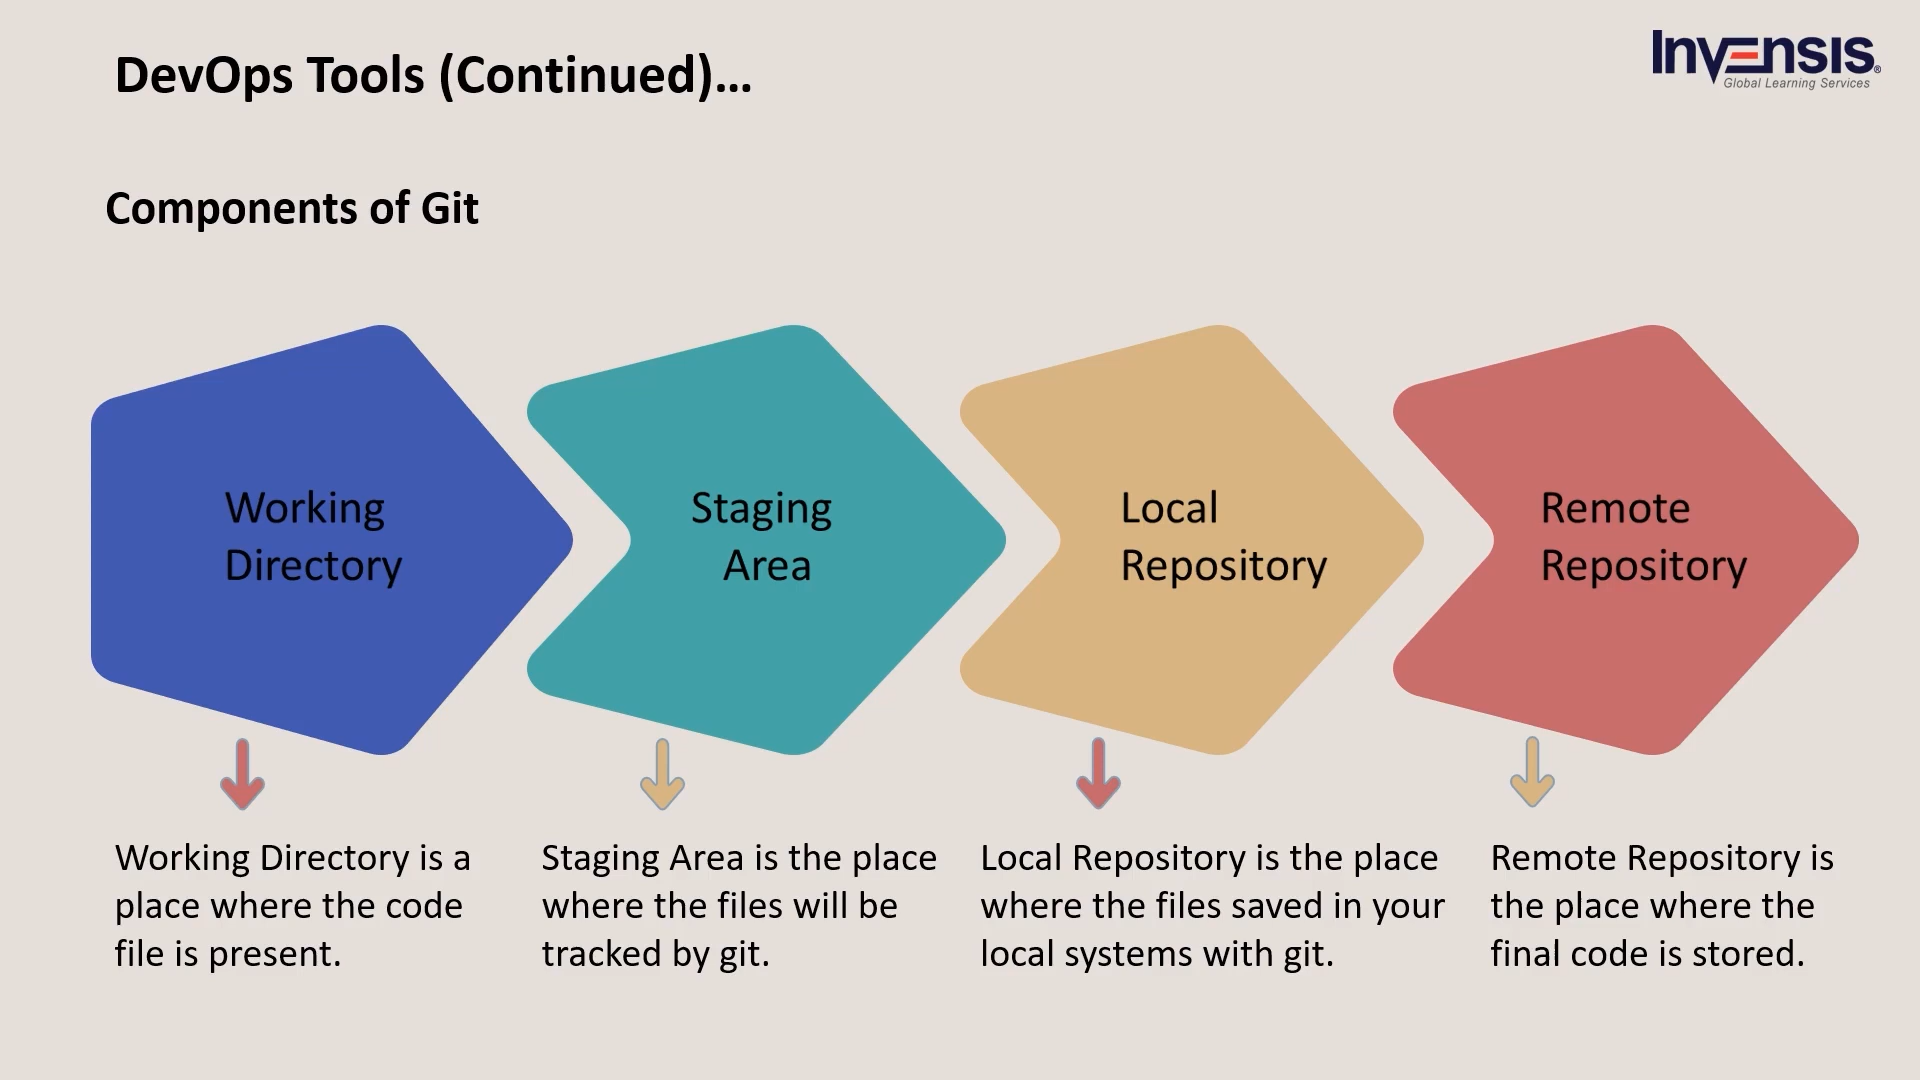 DevOps Tools (Continued)...
Invensis®
Global Learning Services
Components of Git
Working
Directory
Staging
Area
Local
Repository
Remote
Repository
Working Directory is a
place where the code
file is present.
Staging Area is the place
where the files will be
tracked by git.
Local Repository is the place
where the files saved in your
local systems with git.
Remote Repository is
the place where the
final code is stored.